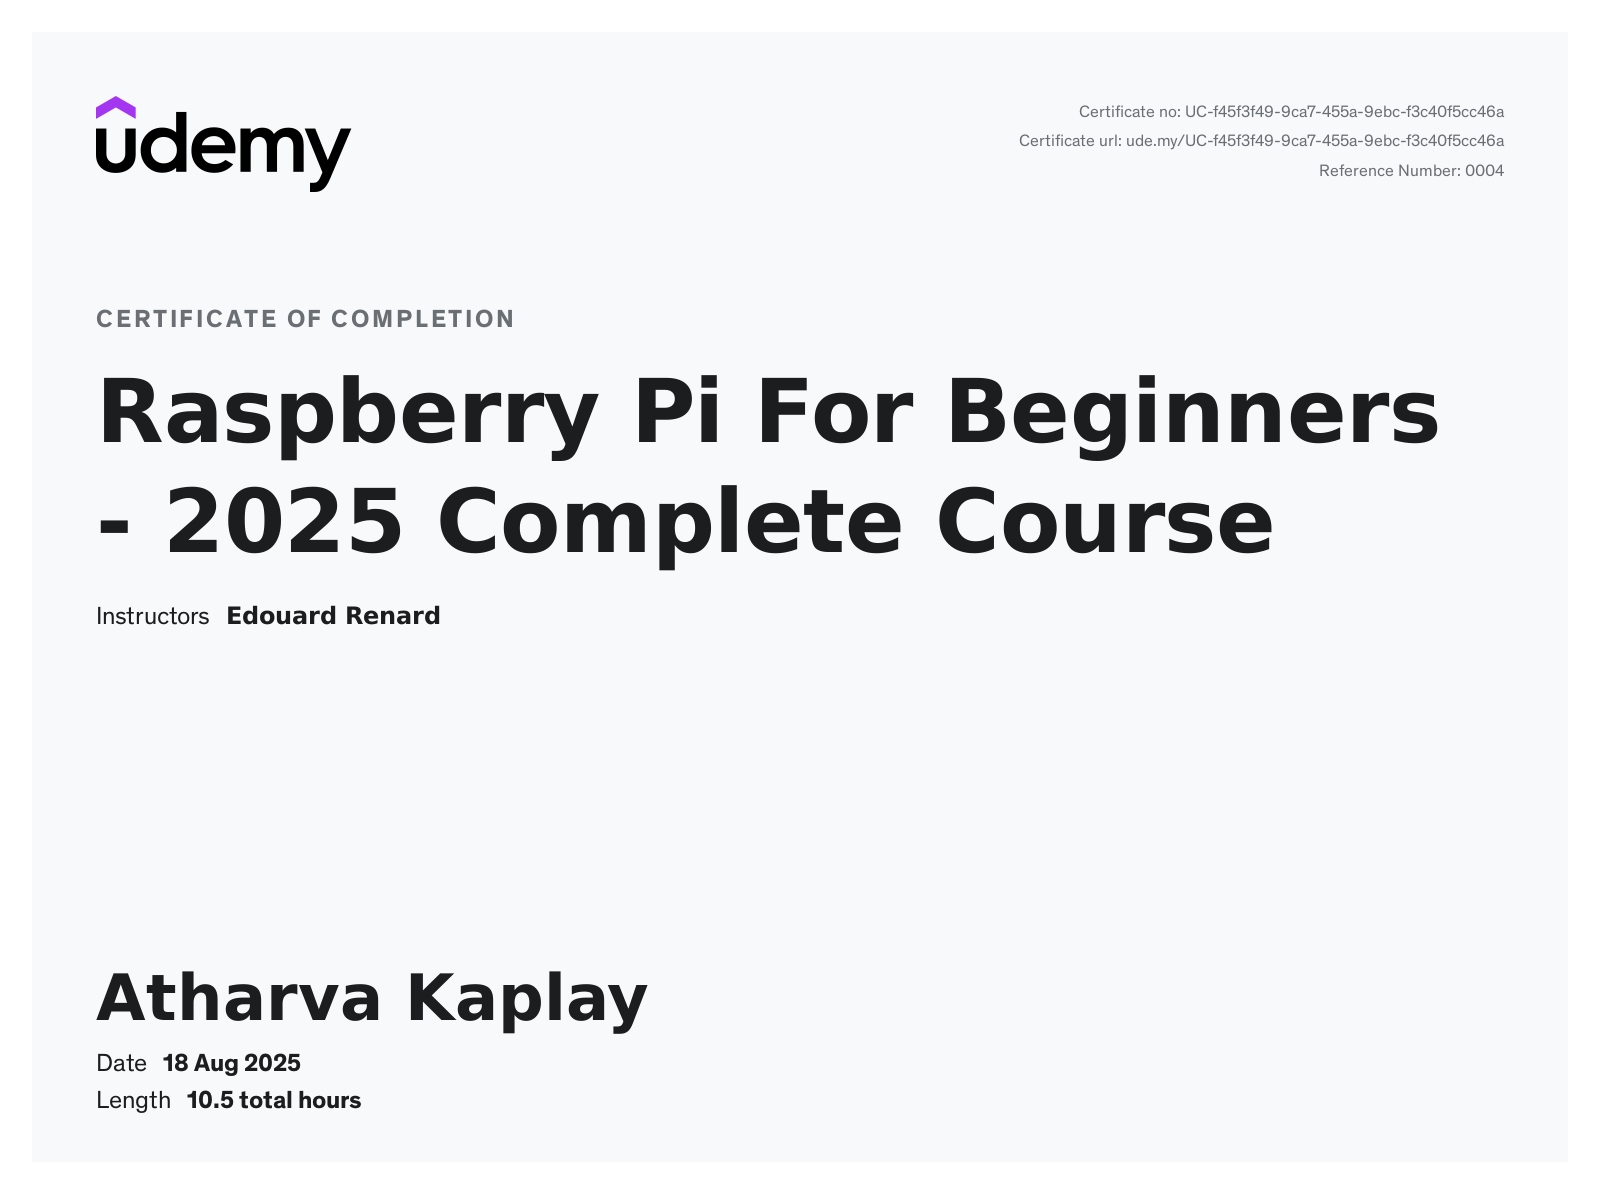 udemy
Certificate no: UC-f45f3f49-9ca7-455a-9ebc-f3c40f5cc46a
Certificate url: ude.my/UC-f45f3f49-9ca7-455a-9ebc-f3c40f5cc46a
Reference Number: 0004
CERTIFICATE OF COMPLETION
Raspberry Pi For Beginners
- 2025 Complete Course
Instructors Edouard Renard
Atharva Kaplay
Date 18 Aug 2025
Length 10.5 total hours